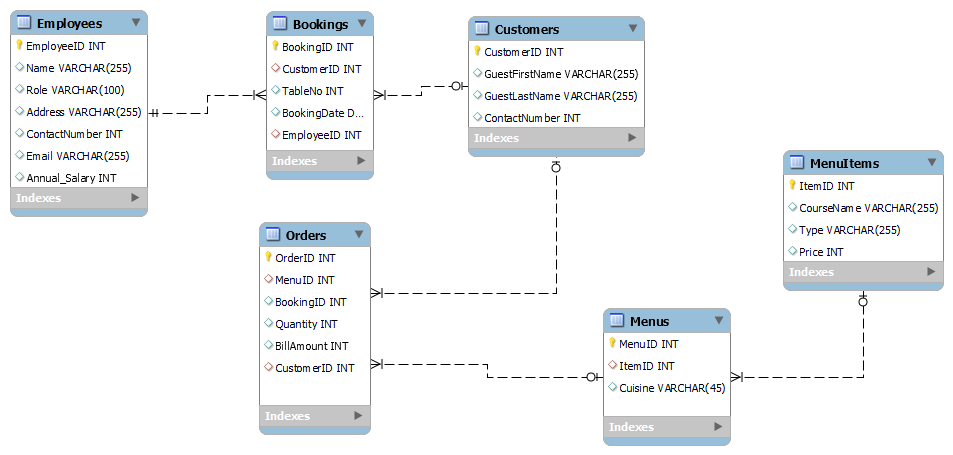 Employees
EmployeeID INT
Name VARCHAR(255)
Role VARCHAR(100)
Address VARCHAR(255)
ContactNumber INT
Email VARCHAR(255)
Annual_Salary INT
Indexes
Bookings
BookingID INT
CustomerID INT
TableNo INT
BookingDate D...
EmployeeID INT
Indexes
Customers
CustomerID INT
GuestFirstName VARCHAR(255)
GuestLastName VARCHAR(255)
ContactNumber INT
Indexes
MenuItems
ItemID INT
CourseName VARCHAR(255)
Type VARCHAR(255)
Price INT
Indexes
Orders
OrderID INT
MenuID INT
BookingID INT
Quantity INT
BillAmount INT
CustomerID INT
Indexes
Menus
MenuID INT
ItemID INT
Cuisine VARCHAR(45)
Indexes